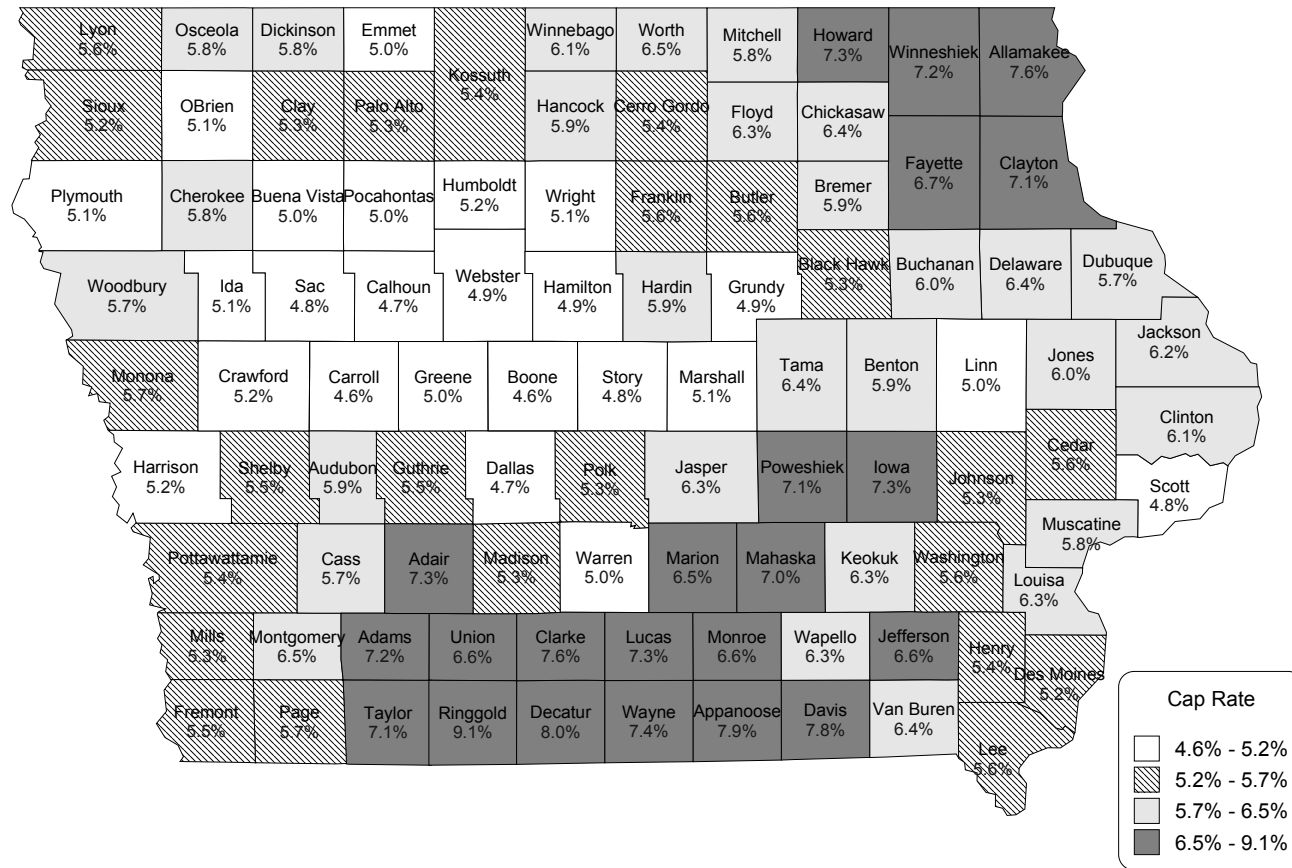 Lyon
5.6%
Osceola
5.8%
Dickinson
5.8%
Emmet
5.0%
Kossuth
5.4%
Winnebago
6.1%
Worth
6.5%
Mitchell
5.8%
Howard
7.3%
Winneshiek
7.2%
Allamakee
7.6%
Sioux
5.2%
OBrien
5.1%
Clay
5.3%
Palo Alto
5.3%
Hancock
5.9%
Cerro Gordo
5.4%
Floyd
6.3%
Chickasaw
6.4%
Plymouth
5.1%
Cherokee
5.8%
Buena Vista
5.0%
Pocahontas
5.0%
Humboldt
5.2%
Wright
5.1%
Franklin
5.6%
Butler
5.6%
Bremer
5.9%
Fayette
6.7%
Clayton
7.1%
Woodbury
5.7%
Ida
5.1%
Sac
4.8%
Calhoun
4.7%
Webster
4.9%
Hamilton
4.9%
Hardin
5.9%
Grundy
4.9%
Black Hawk
5.3%
Buchanan
6.0%
Delaware
6.4%
Dubuque
5.7%
Monona
5.7%
Crawford
5.2%
Carroll
4.6%
Greene
5.0%
Boone
4.6%
Story
4.8%
Marshall
5.1%
Tama
6.4%
Benton
5.9%
Linn
5.0%
Jones
6.0%
Jackson
6.2%
Clinton
6.1%
Harrison
5.2%
Shelby
5.5%
Audubon
5.9%
Guthrie
5.5%
Dallas
4.7%
Polk
5.3%
Jasper
6.3%
Poweshiek
7.1%
Iowa
7.3%
Johnson
5.3%
Cedar
5.6%
Scott
4.8%
Muscatine
5.8%
Pottawattamie
5.4%
Cass
5.7%
Adair
7.3%
Madison
5.3%
Warren
5.0%
Marion
6.5%
Mahaska
7.0%
Keokuk
6.3%
Washington
5.6%
Louisa
6.3%
Mills
5.3%
Montgomery
6.5%
Adams
7.2%
Union
6.6%
Clarke
7.6%
Lucas
7.3%
Monroe
6.6%
Wapello
6.3%
Jefferson
6.6%
Henry
5.4%
Des Moines
5.2%
Fremont
5.5%
Page
5.7%
Taylor
7.1%
Ringgold
9.1%
Decatur
8.0%
Wayne
7.4%
Appanoose
7.9%
Davis
7.8%
Van Buren
6.4%
Lee
5.6%
Cap Rate
4.6% - 5.2%
5.2% - 5.7%
5.7% - 6.5%
6.5% - 9.1%